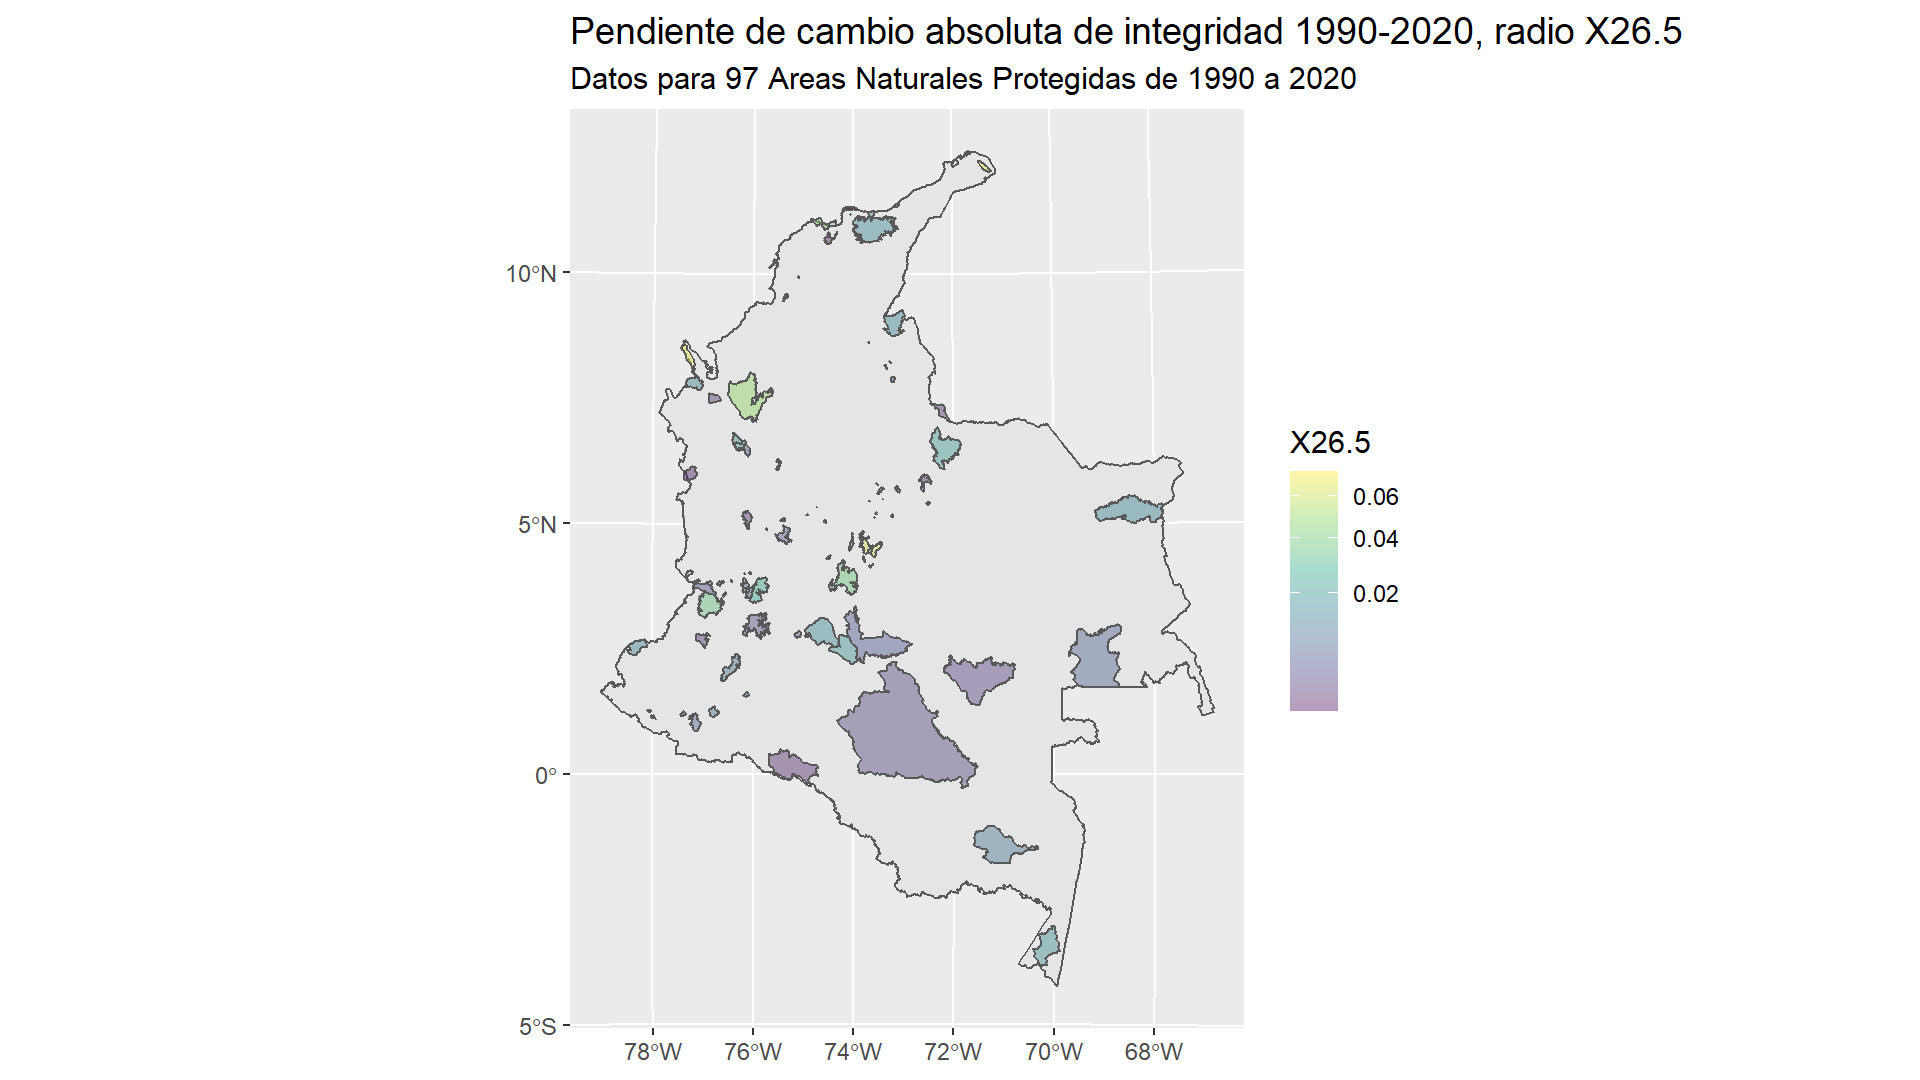 Pendiente de cambio absoluta de integridad 1990-2020, radio X26.5
Datos para 97 Areas Naturales Protegidas de 1990 a 2020
10°N
5°N
0°
5°S
78°W 76°W 74°W 72°W 70°W 68°W
X26.5
0.06
0.04
0.02